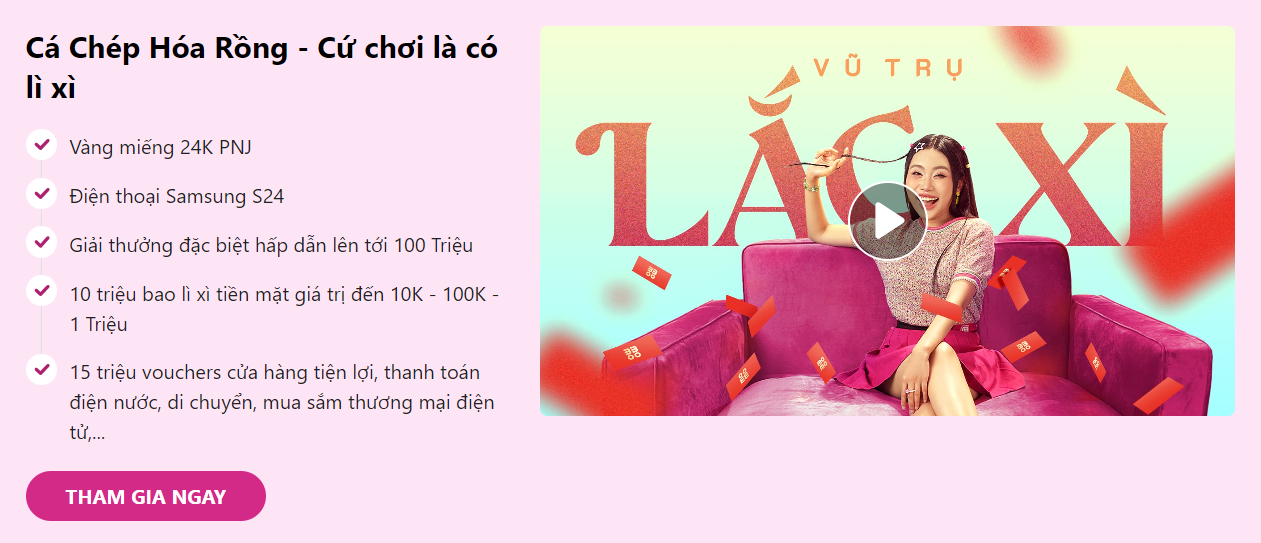 Cá Chép Hóa Rồng - Cứ chơi là có
lì xì
Vàng miếng 24K PNJ
Điện thoại Samsung S24
Giải thưởng đặc biệt hấp dẫn lên tới 100 Triệu
10 triệu bao lì xì tiền mặt giá trị đến 10K - 100K -
1 Triệu
15 triệu vouchers cửa hàng tiện lợi, thanh toán
điện nước, di chuyển, mua sắm thương mại điện
tử,...
THAM GIA NGAY
VŨ TRỤ
LẮC XÌ
mo
mo